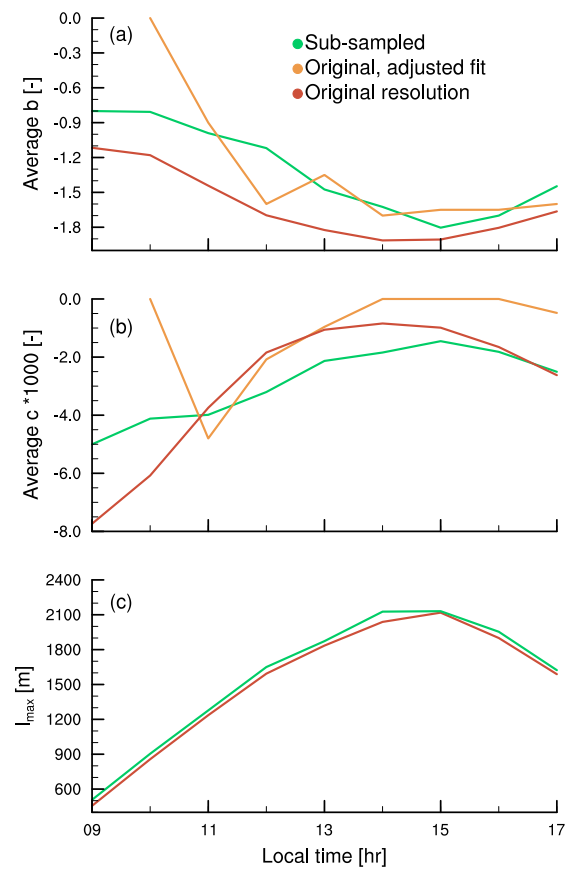 (a)
Sub-sampled
Original, adjusted fit
Original resolution
Average b [-]
0.0
-0.3
-0.6
-0.9
-1.2
-1.5
-1.8
(b)
Average c *1000 [-]
0.0
-2.0
-4.0
-6.0
-8.0
(c)
l_max [m]
2400
2100
1800
1500
1200
900
600
09 11 13 15 17
Local time [hr]